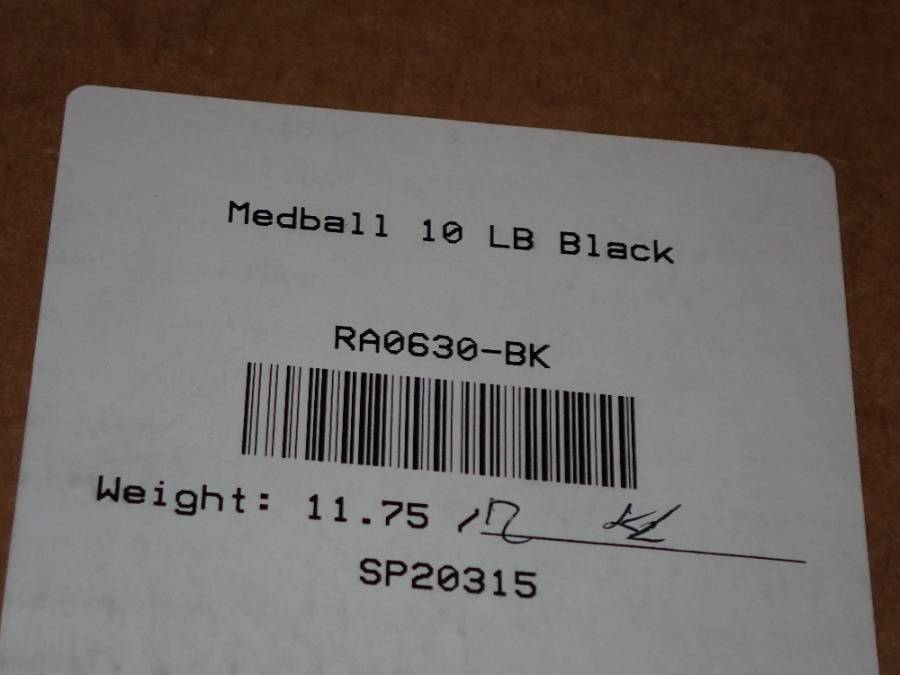 Medball 10 LB Black
RA0630-BK
Weight: 11.75 /
SP20315